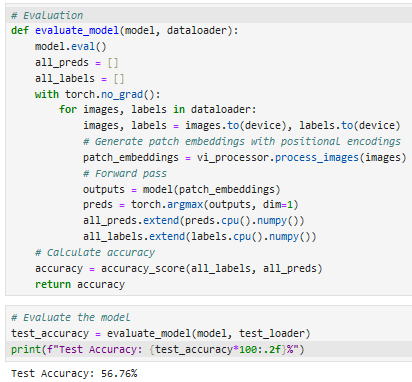 # Evaluation
def evaluate_model(model, dataloader):
    model.eval()
    all_preds = []
    all_labels = []
    with torch.no_grad():
        for images, labels in dataloader:
            images, labels = images.to(device), labels.to(device)
            # Generate patch embeddings with positional encodings
            patch_embeddings = vi_processor.process_images(images)
            # Forward pass
            outputs = model(patch_embeddings)
            preds = torch.argmax(outputs, dim=1)
            all_preds.extend(preds.cpu().numpy())
            all_labels.extend(labels.cpu().numpy())
    # Calculate accuracy
    accuracy = accuracy_score(all_labels, all_preds)
    return accuracy
# Evaluate the model
test_accuracy = evaluate_model(model, test_loader)
print(f"Test Accuracy: {test_accuracy*100:.2f}%")
Test Accuracy: 56.76%